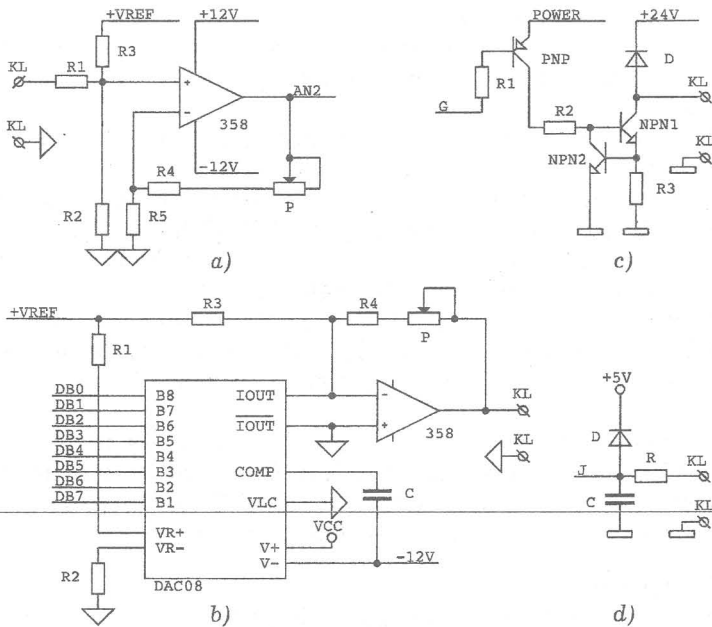 +VREF
+12V
R3
KL
R1
+
AN2
-
358
KL
-12V
R4
P
R2
R5
a)
POWER
+24V
PNP
D
R1
KL
G
R2
NPN1
KL
NPN2
R3
c)
+VREF
R3
R4
P
R1
DB0
DB1
DB2
DB3
DB4
DB5
DB6
DB7
B8
B7
B6
B5
B4
B3
B2
B1
VR+
VR-
IOUT
IOUT
COMP
VLC
V+
V-
-
+
358
KL
KL
C
VCC
-12V
R2
DAC08
b)
+5V
D
J
R
KL
C
KL
d)